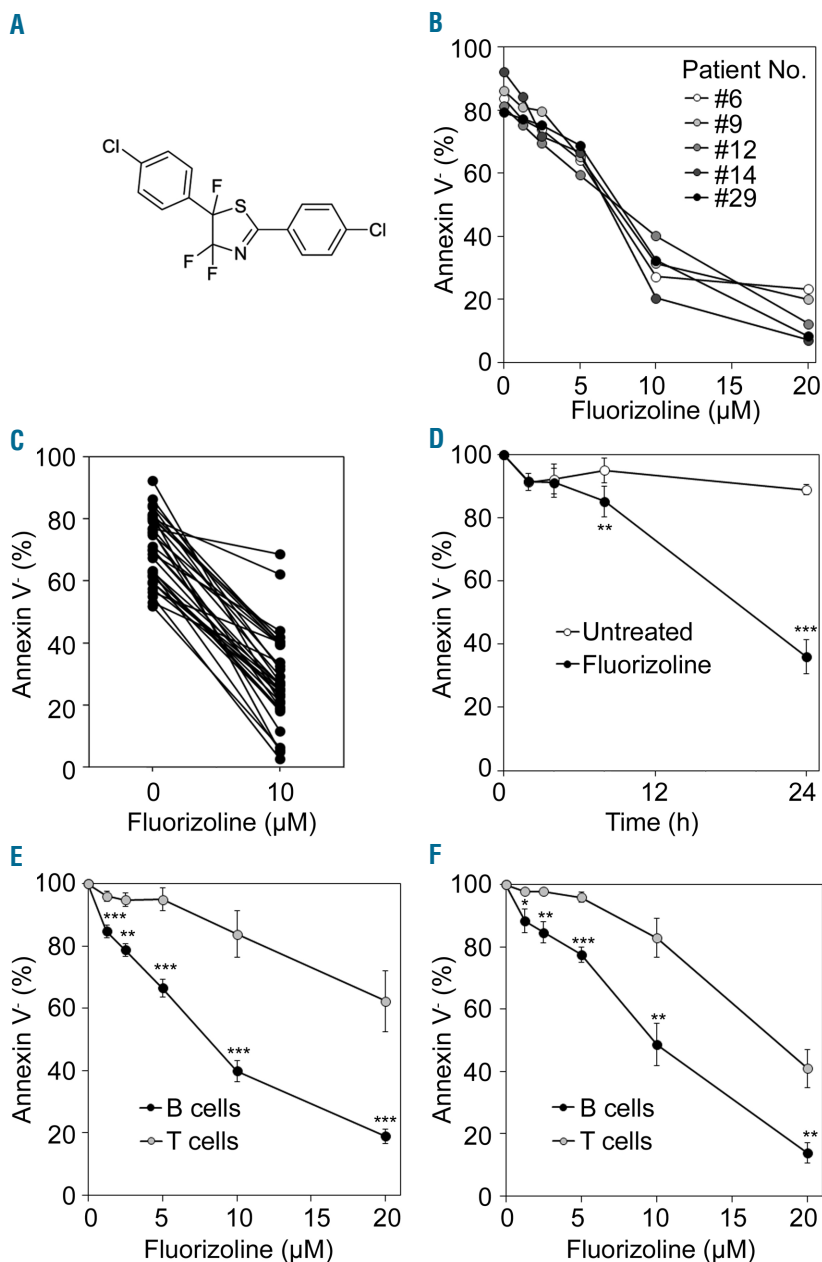 A
Cl
F
S
N
F
F
Cl
B
Annexin V- (%)
100
80
60
40
20
0
Patient No.
#6
#9
#12
#14
#29
0 5 10 15 20
Fluorizoline (µM)
C
Annexin V- (%)
100
80
60
40
20
0
0 10
Fluorizoline (µM)
D
Annexin V- (%)
100
80
60
40
20
0
**
***
Untreated
Fluorizoline
0 12 24
Time (h)
E
Annexin V- (%)
100
80
60
40
20
0
***
**
***
***
***
B cells
T cells
0 5 10 15 20
Fluorizoline (µM)
F
Annexin V- (%)
100
80
60
40
20
0
*
**
***
**
**
B cells
T cells
0 5 10 15 20
Fluorizoline (µM)